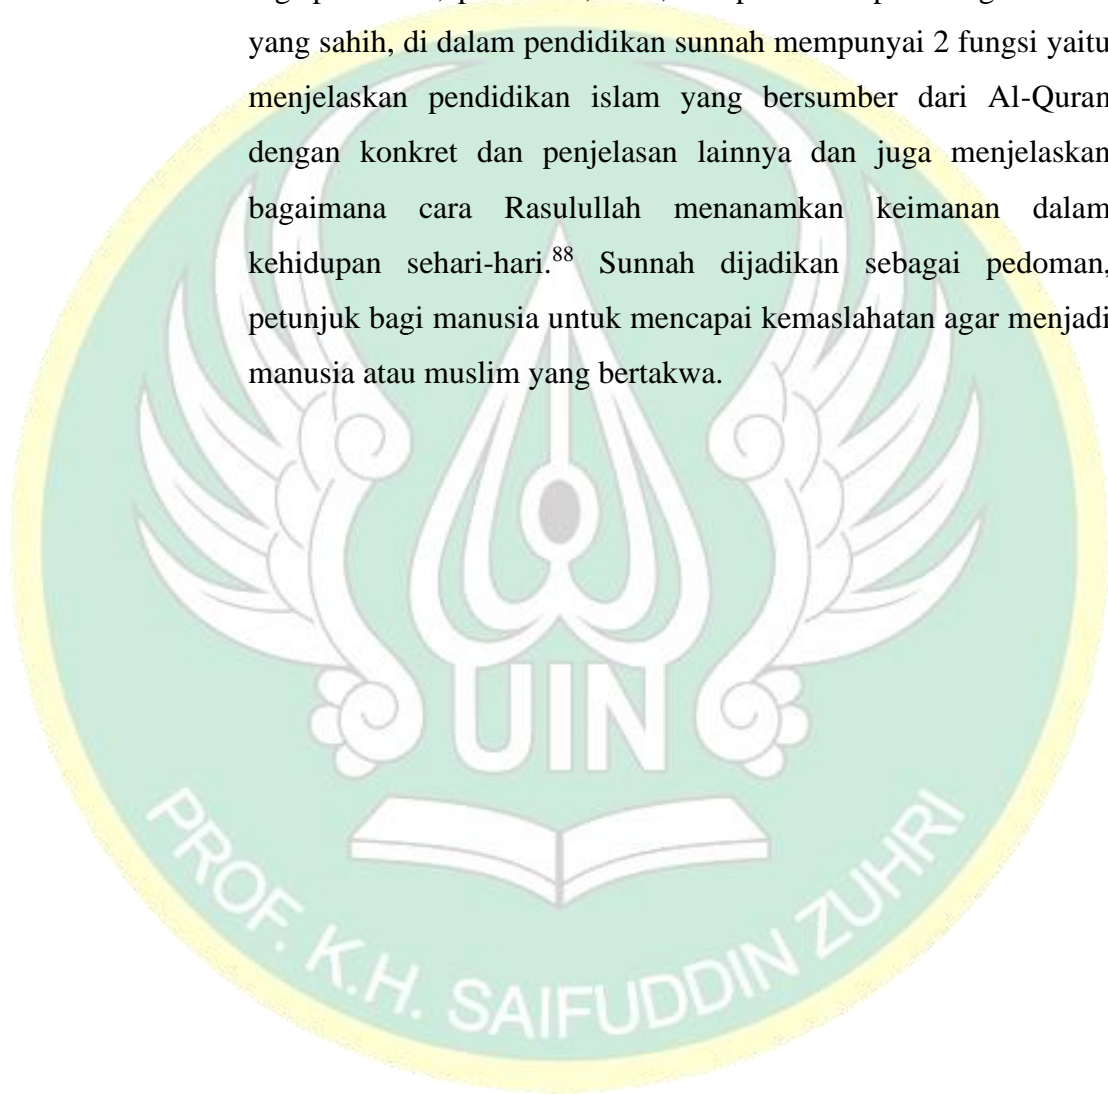 yang sahih, di dalam pendidikan sunnah mempunyai 2 fungsi yaitu
menjelaskan pendidikan islam yang bersumber dari Al-Quran
dengan konkret dan penjelasan lainnya dan juga menjelaskan
bagaimana cara Rasulullah menanamkan keimanan dalam
kehidupan sehari-hari.88 Sunnah dijadikan sebagai pedoman,
petunjuk bagi manusia untuk mencapai kemaslahatan agar menjadi
manusia atau muslim yang bertakwa.
UIN
PROF. K.H. SAIFUDDIN ZUHRI